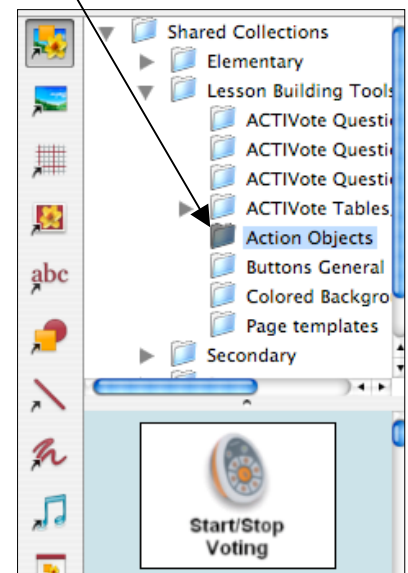 Shared Collections
Elementary
Lesson Building Tools
ACTIVote Questi
ACTIVote Questi
ACTIVote Questi
ACTIVote Tables,
Action Objects
Buttons General
Colored Backgro
Page templates
Secondary
abc
Start/Stop
Voting